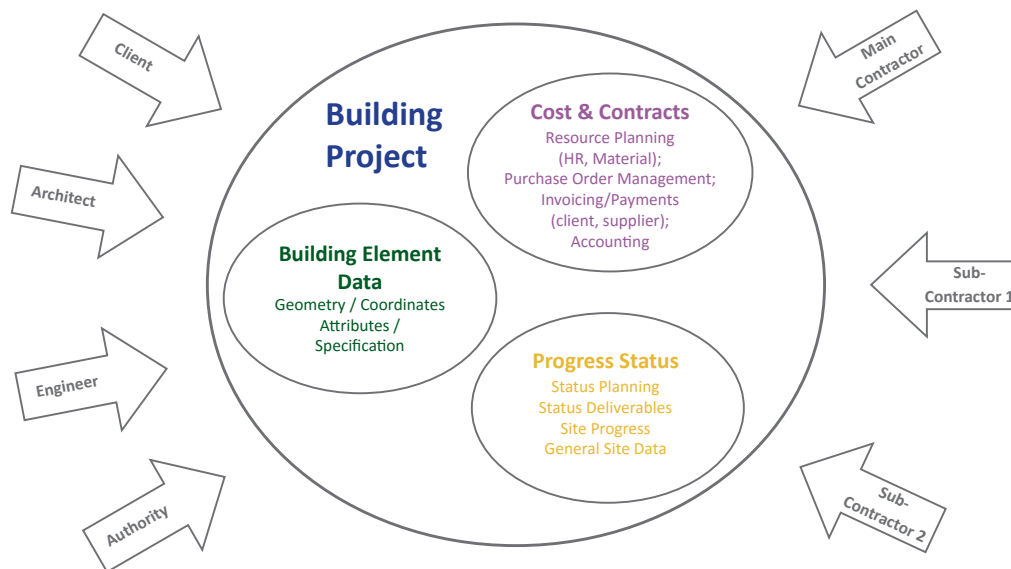 Client
Architect
Engineer
Authority
Building
Project
Cost & Contracts
Resource Planning
(HR, Material);
Purchase Order Management;
Invoicing/Payments
(client, supplier);
Accounting
Building Element
Data
Geometry / Coordinates
Attributes /
Specification
Progress Status
Status Planning
Status Deliverables
Site Progress
General Site Data
Main
Contractor
Sub-
Contractor 1
Sub-
Contractor 2